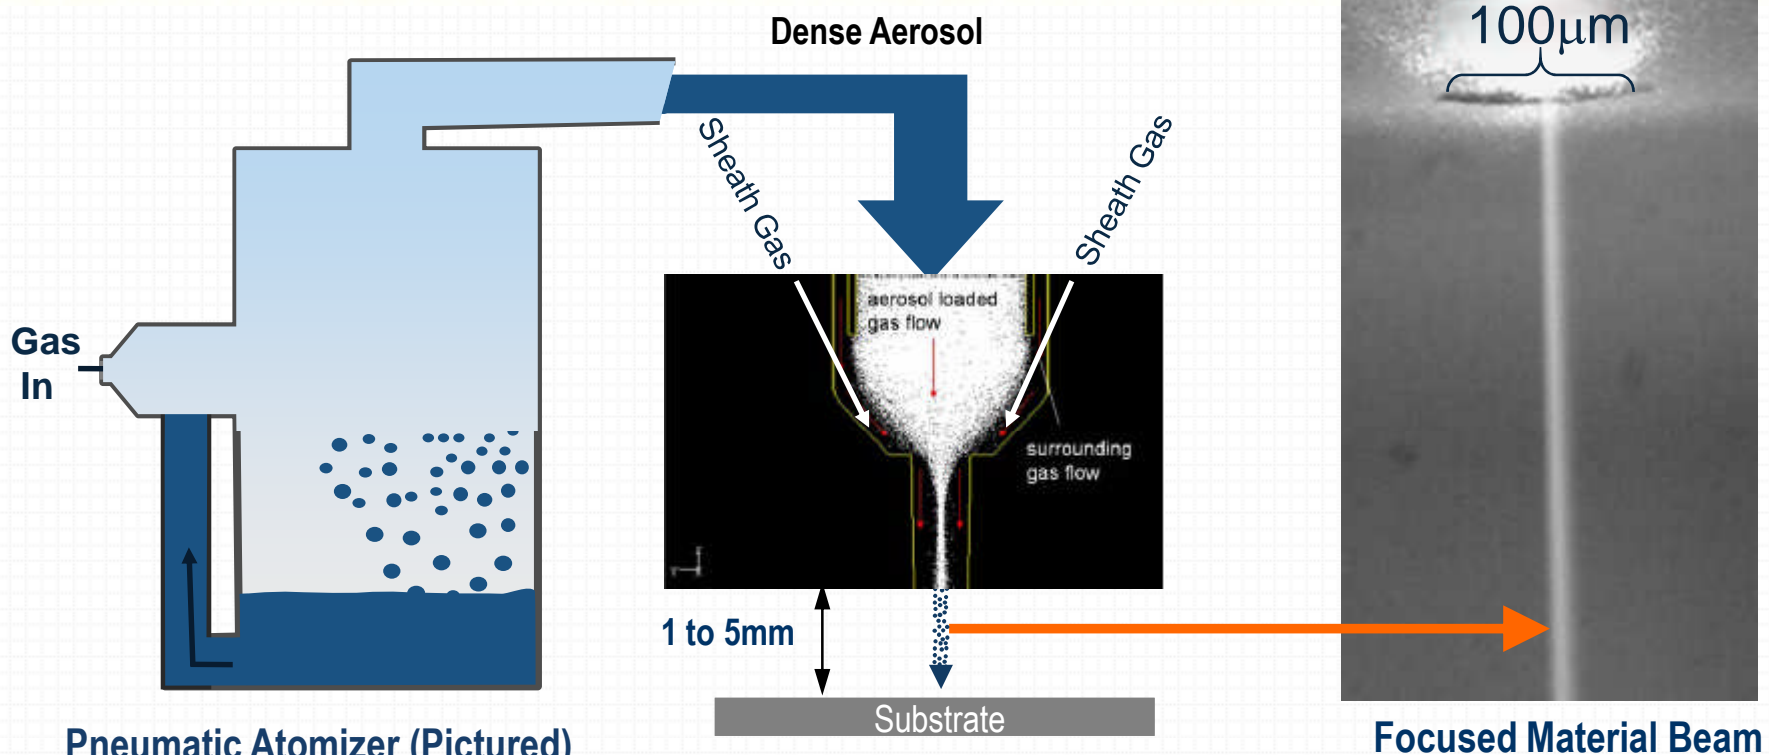 Dense Aerosol
100μm
Sheath Gas
Sheath Gas
aerosol loaded
gas flow
Gas
In
surrounding
gas flow
1 to 5mm
Substrate
Pneumatic Atomizer (Pictured)
Focused Material Beam